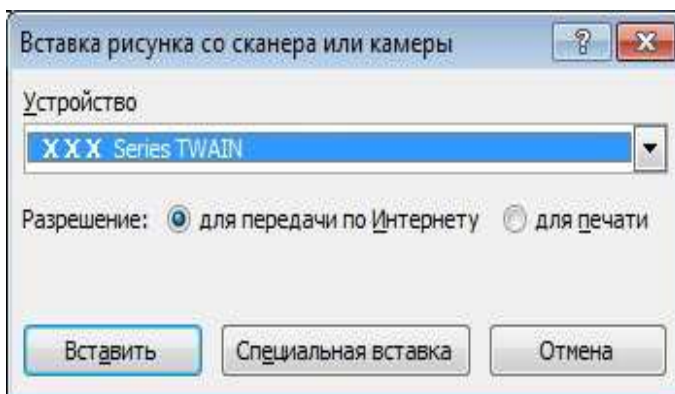 Вставка рисунка со сканера или камеры
Устройство
XXX Series TWAIN
Разрешение: для передачи по Интернету для печати
Вставить Специальная вставка Отмена